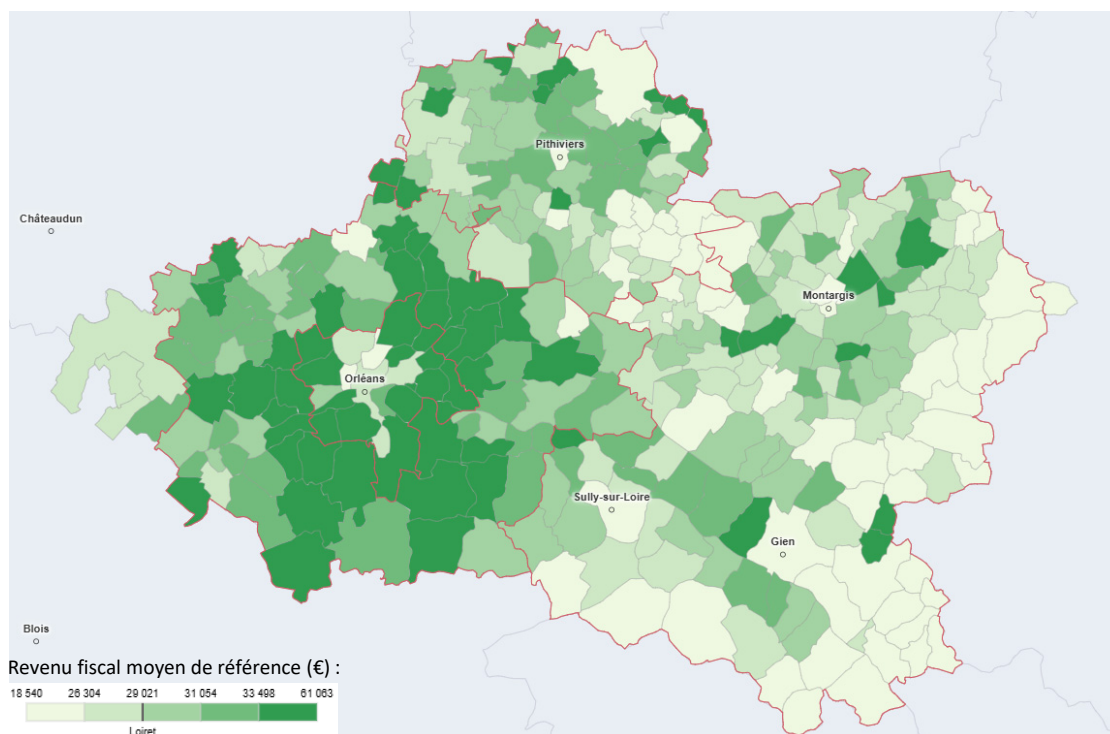 Pithiviers
Châteaudun
Montargis
Orléans
Sully-sur-Loire
Gien
Blois
Revenu fiscal moyen de référence (€) :
18 540 26 304 29 021 31 054 33 498 61 063
Loiret